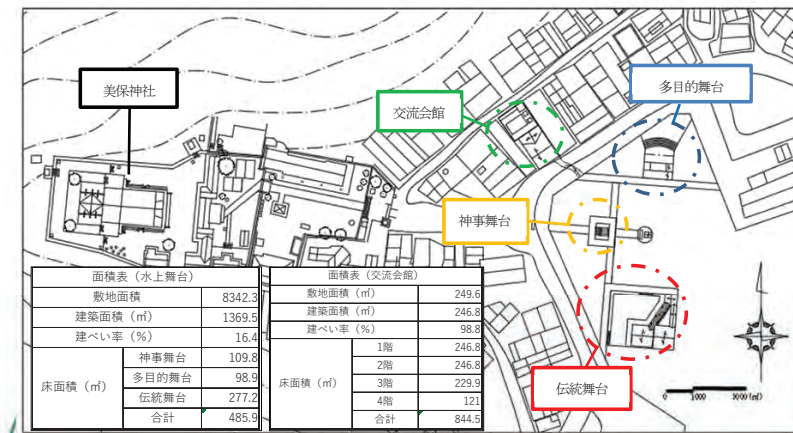 美保神社
交流会館
多目的舞台
神事舞台
伝統舞台
面積表（水上舞台）
敷地面積 8342.3
建築面積（㎡） 1369.5
建ぺい率（%） 16.4
床面積（㎡）
神事舞台 109.8
多目的舞台 98.9
伝統舞台 277.2
合計 485.9
面積表（交流会館）
敷地面積（㎡） 249.6
建築面積（㎡） 246.8
建ぺい率（%） 98.8
床面積（㎡）
1階 246.8
2階 246.8
3階 229.9
4階 121
合計 844.5
0 1000 5000(㎡)